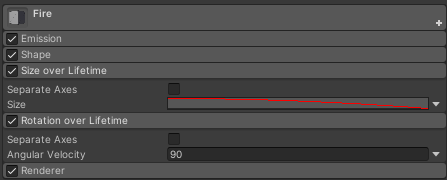 Fire
Emission
Shape
Size over Lifetime
Separate Axes
Size
Rotation over Lifetime
Separate Axes
Angular Velocity 90
Renderer